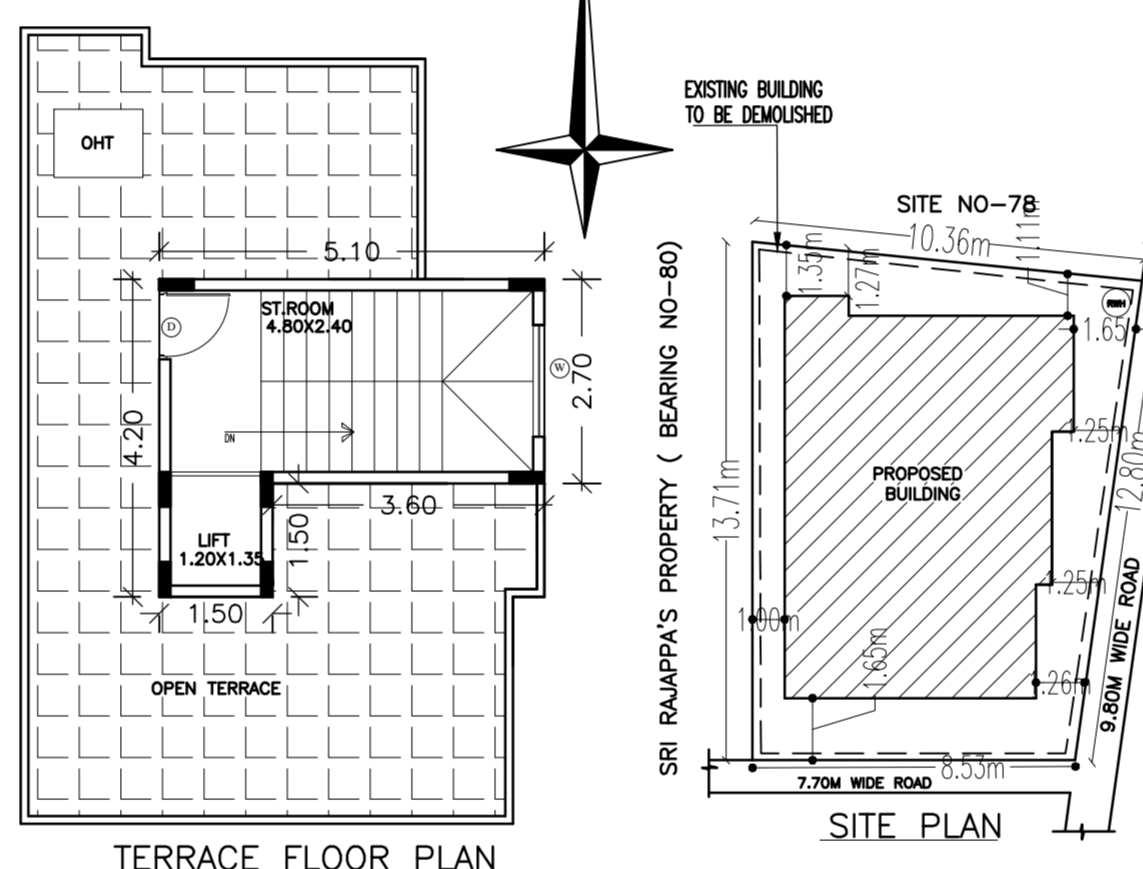 OHT
5.10
ST.ROOM
4.80X2.40
D
W
2.70
4.20
DN
3.60
LIFT
1.20X1.35
1.50
1.50
OPEN TERRACE
TERRACE FLOOR PLAN
EXISTING BUILDING
TO BE DEMOLISHED
SITE NO-78
10.36m
1.35m
1.27m
1.11m
RWH
1.65
SRI RAJAPPA'S PROPERTY ( BEARING NO-80)
13.71m
1.25m
12.80m
PROPOSED
BUILDING
1.25m
1.00m
1.65m
1.26m
9.80M WIDE ROAD
8.53m
7.70M WIDE ROAD
SITE PLAN